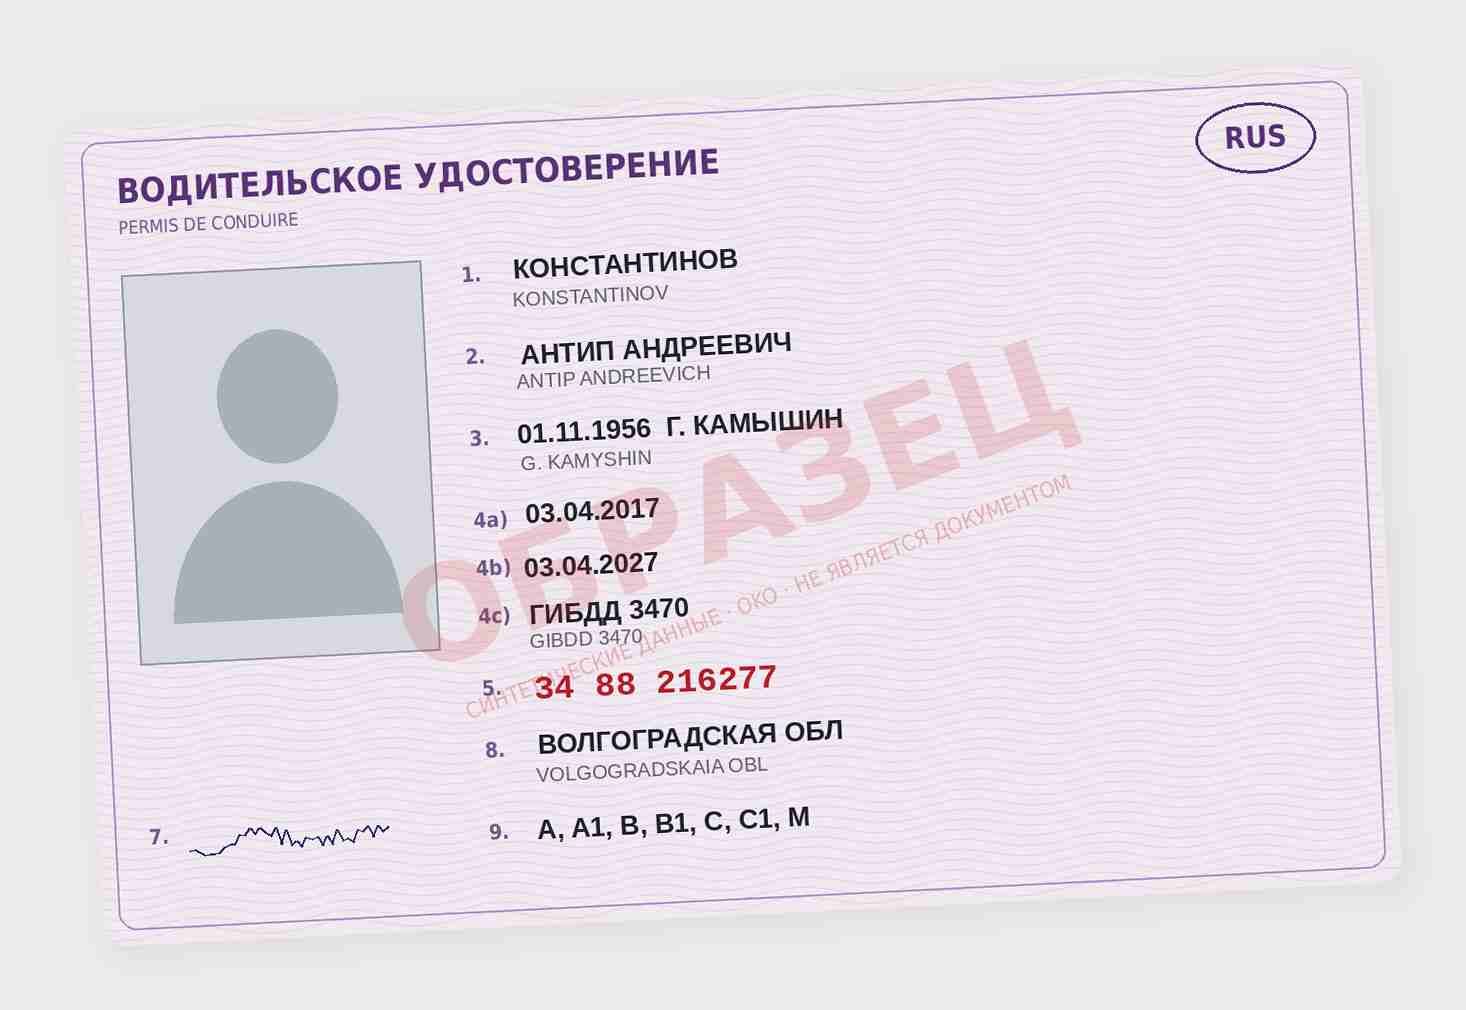 ВОДИТЕЛЬСКОЕ УДОСТОВЕРЕНИЕ
PERMIS DE CONDUIRE
RUS
1. КОНСТАНТИНОВ
KONSTANTINOV
2. АНТИП АНДРЕЕВИЧ
ANTIP ANDREEVICH
3. 01.11.1956 Г. КАМЫШИН
G. KAMYSHIN
4a) 03.04.2017
4b) 03.04.2027
4c) ГИБДД 3470
GIBDD 3470
5. 34 88 216277
8. ВОЛГОГРАДСКАЯ ОБЛ
VOLGOGRADSKAIA OBL
7.
9. A, A1, B, B1, C, C1, M
ОБРАЗЕЦ
СИНТЕТИЧЕСКИЕ ДАННЫЕ · ОКО · НЕ ЯВЛЯЕТСЯ ДОКУМЕНТОМ